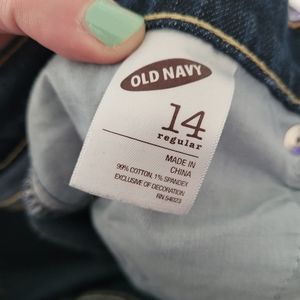 OLD NAVY
14
regular
MADE IN
CHINA
99% COTTON, 1% SPANDEX
EXCLUSIVE OF DECORATION
RN 54023